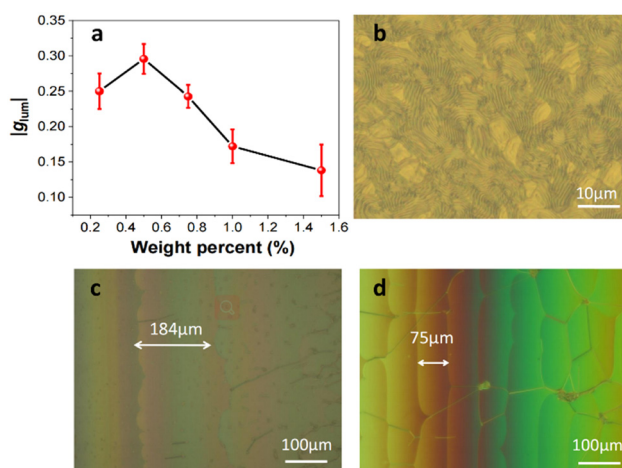 a
0.35
0.30
0.25
0.20
0.15
0.10
|glum|
0.2 0.4 0.6 0.8 1.0 1.2 1.4 1.6
Weight percent (%)
b
10μm
c
184μm
100μm
d
75μm
100μm